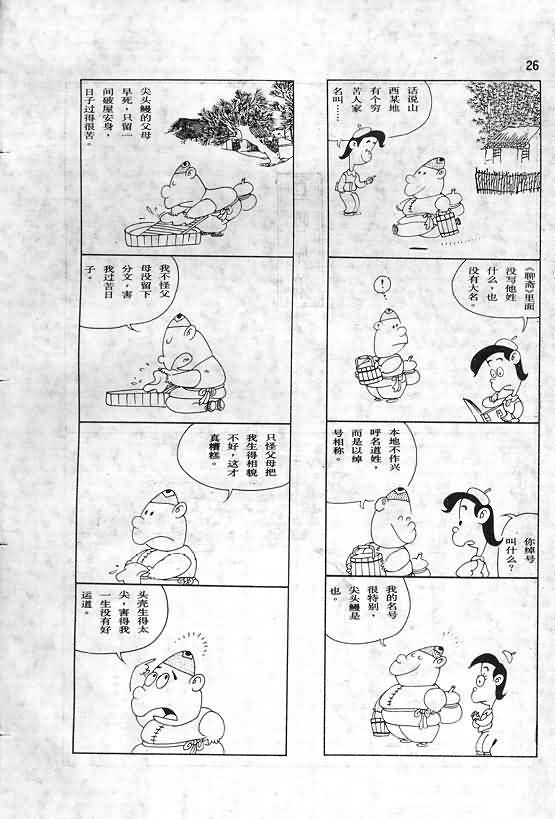 26
话说山
西某地
有个穷
苦人家
名叫……
《聊斋》里面
没写他姓
什么，也
没有大名。
!
本地不作兴
呼名道姓，
而是以绰
号相称。
你绰号
叫什么？
我的名号
很特别，
尖头鳗是
也。
尖头鳗的父母
早死，只留一
间破屋安身，
日子过得很苦。
我不怪父
母没留下
分文，害
我过苦日
子。
只怪父母把
我生得相貌
不好，这才
真糟糕。
头壳生得太
尖，害得我
一生没有好
运道。